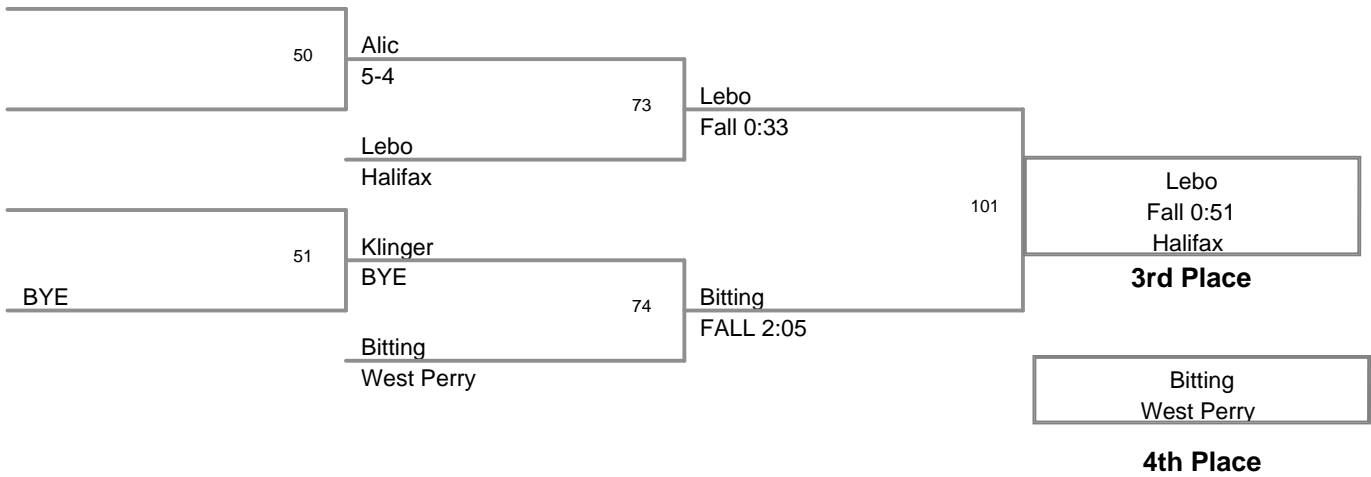 50
Alic
5-4
73
Lebo
Fall 0:33
Lebo
Halifax
101
Lebo
Fall 0:51
Halifax
3rd Place
51
Klinger
BYE
BYE
74
Bitting
FALL 2:05
Bitting
West Perry
Bitting
West Perry
4th Place